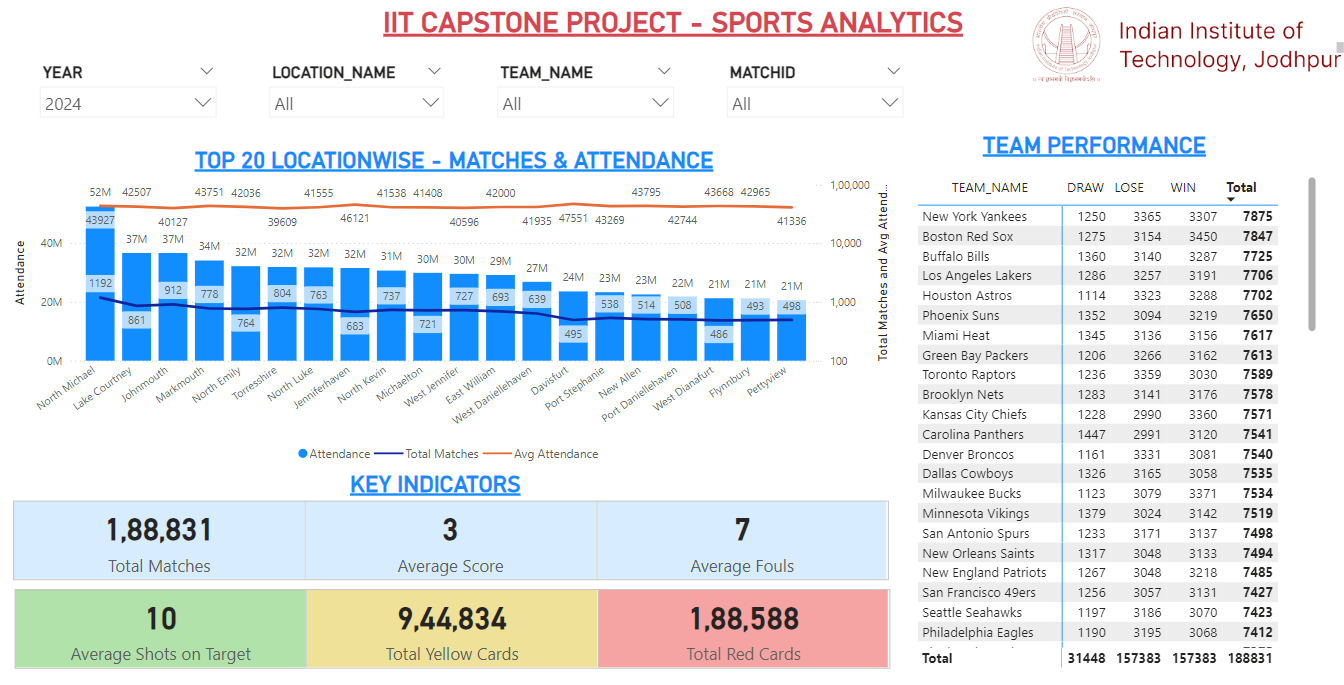 IIT CAPSTONE PROJECT - SPORTS ANALYTICS
Indian Institute of
Technology, Jodhpur
YEAR
2024
LOCATION_NAME
All
TEAM_NAME
All
MATCHID
All
TOP 20 LOCATIONWISE - MATCHES & ATTENDANCE
52M 42507 43751 42036 41555 41538 41408 42000 43795 43668 42965
43927 40127 39609 46121 40596 41935 47551 43269 42744 41336
37M 37M 34M 32M 32M 32M 32M 31M 30M 30M 29M 27M 24M 23M 23M 22M 21M 21M 21M
1192 912 778 804 763 737 727 693 639 538 514 508 493 498
861 764 683 721 495 486
Attendance
40M
20M
0M
1,00,000
10,000
1,000
100
Total Matches and Avg Attend...
North Michael
Lake Courtney
Johnmouth
Markmouth
North Emily
Torresshire
North Luke
Jenniferhaven
North Kevin
Michaelton
West Jennifer
East William
West Daniellehaven
Davisfurt
Port Stephanie
New Allen
Port Daniellehaven
West Dianafurt
Flynnbury
Pettyview
Attendance Total Matches Avg Attendance
KEY INDICATORS
1,88,831
Total Matches
3
Average Score
7
Average Fouls
10
Average Shots on Target
9,44,834
Total Yellow Cards
1,88,588
Total Red Cards
TEAM PERFORMANCE
TEAM_NAME DRAW LOSE WIN Total
New York Yankees 1250 3365 3307 7875
Boston Red Sox 1275 3154 3450 7847
Buffalo Bills 1360 3140 3287 7725
Los Angeles Lakers 1286 3257 3191 7706
Houston Astros 1114 3323 3288 7702
Phoenix Suns 1352 3094 3219 7650
Miami Heat 1345 3136 3156 7617
Green Bay Packers 1206 3266 3162 7613
Toronto Raptors 1236 3359 3030 7589
Brooklyn Nets 1283 3141 3176 7578
Kansas City Chiefs 1228 2990 3360 7571
Carolina Panthers 1447 2991 3120 7541
Denver Broncos 1161 3331 3081 7540
Dallas Cowboys 1326 3165 3058 7535
Milwaukee Bucks 1123 3079 3371 7534
Minnesota Vikings 1379 3024 3142 7519
San Antonio Spurs 1233 3171 3137 7498
New Orleans Saints 1317 3048 3133 7494
New England Patriots 1267 3048 3218 7485
San Francisco 49ers 1256 3057 3131 7427
Seattle Seahawks 1197 3186 3070 7423
Philadelphia Eagles 1190 3195 3068 7412
Total 31448 157383 157383 188831